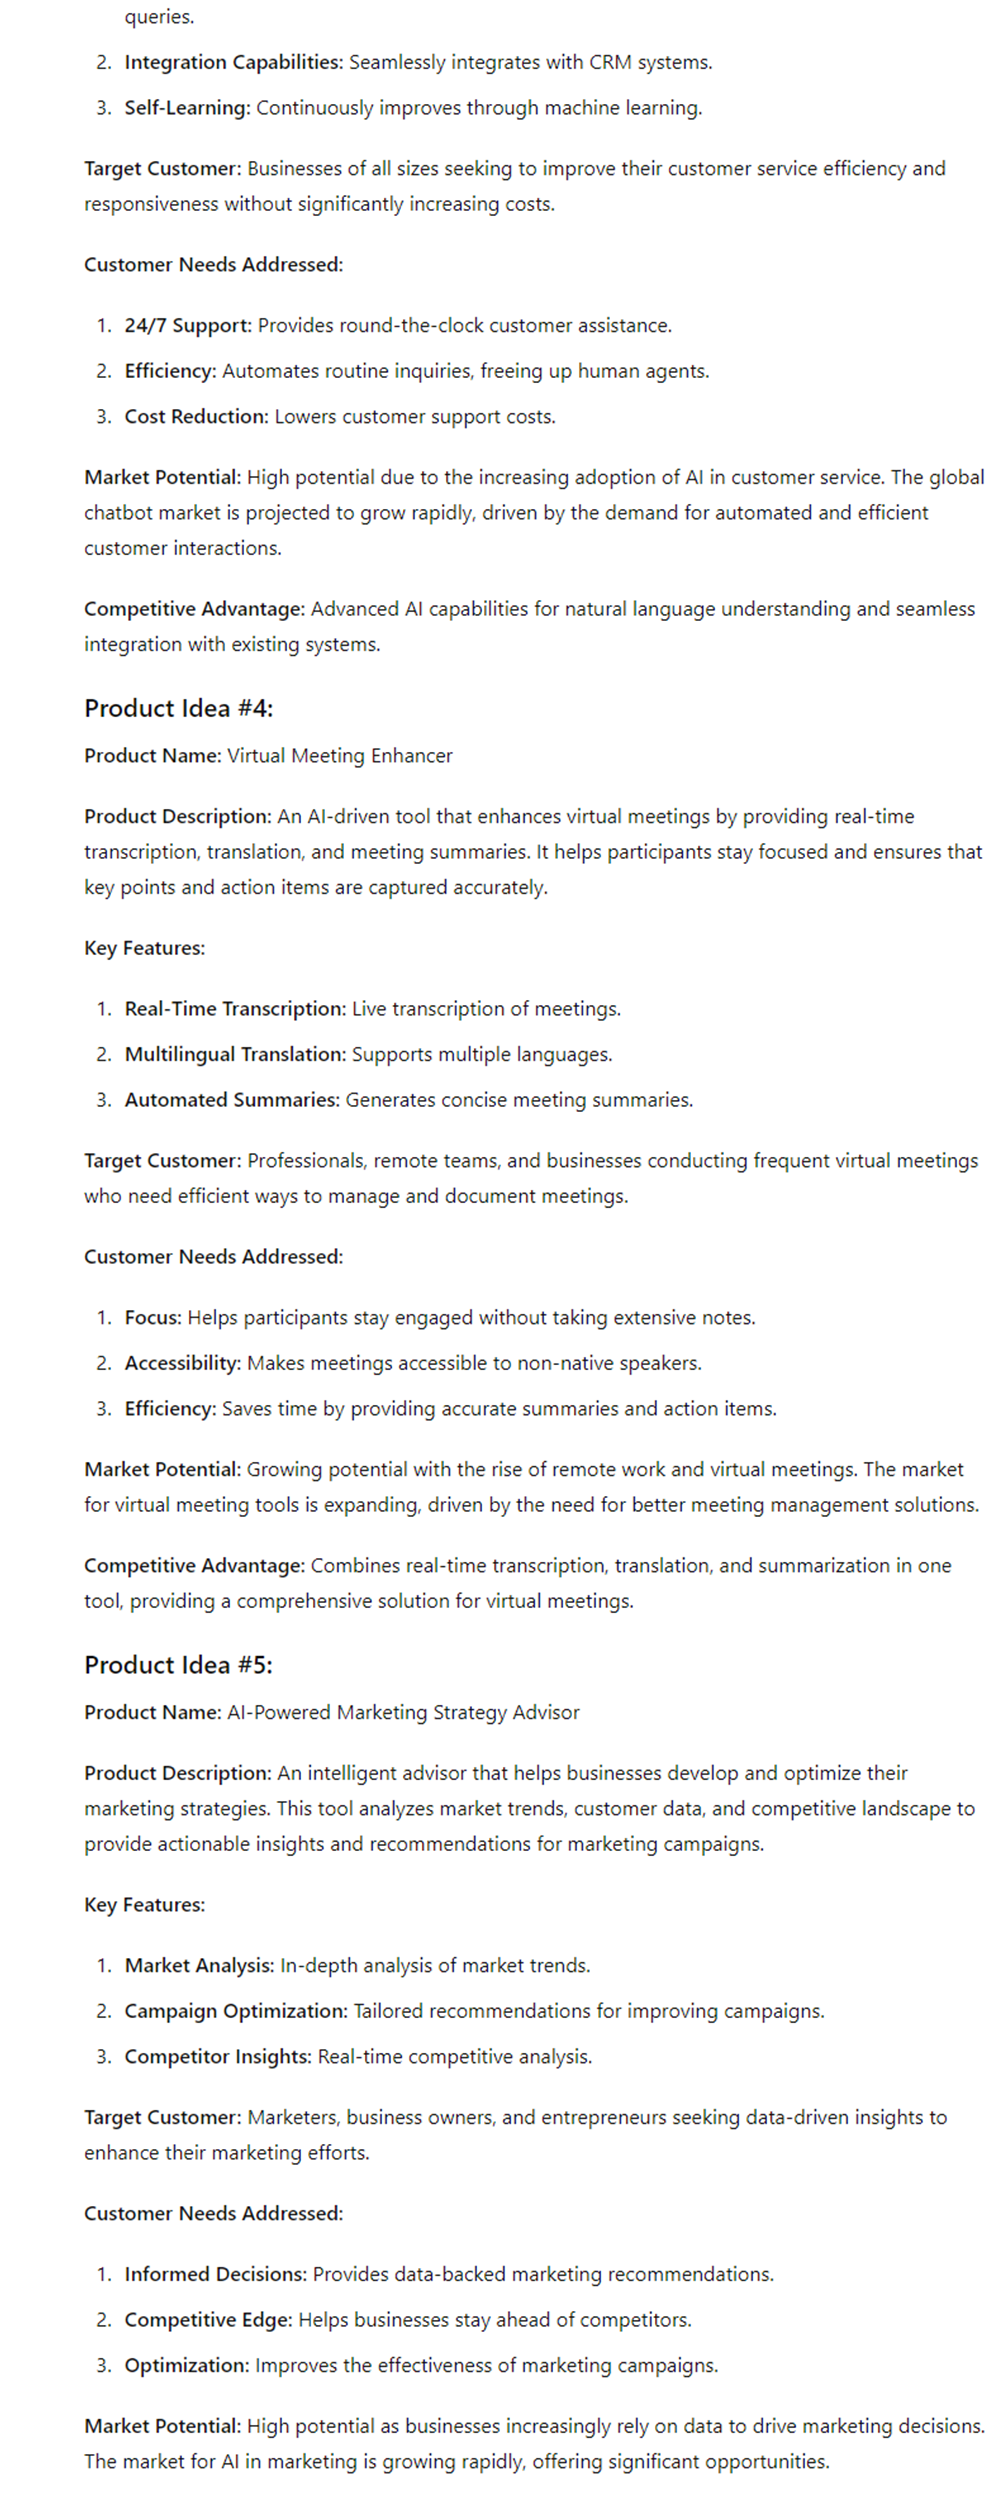 queries.
2. Integration Capabilities: Seamlessly integrates with CRM systems.
3. Self-Learning: Continuously improves through machine learning.
Target Customer: Businesses of all sizes seeking to improve their customer service efficiency and
responsiveness without significantly increasing costs.
Customer Needs Addressed:
1. 24/7 Support: Provides round-the-clock customer assistance.
2. Efficiency: Automates routine inquiries, freeing up human agents.
3. Cost Reduction: Lowers customer support costs.
Market Potential: High potential due to the increasing adoption of AI in customer service. The global
chatbot market is projected to grow rapidly, driven by the demand for automated and efficient
customer interactions.
Competitive Advantage: Advanced AI capabilities for natural language understanding and seamless
integration with existing systems.
Product Idea #4:
Product Name: Virtual Meeting Enhancer
Product Description: An AI-driven tool that enhances virtual meetings by providing real-time
transcription, translation, and meeting summaries. It helps participants stay focused and ensures that
key points and action items are captured accurately.
Key Features:
1. Real-Time Transcription: Live transcription of meetings.
2. Multilingual Translation: Supports multiple languages.
3. Automated Summaries: Generates concise meeting summaries.
Target Customer: Professionals, remote teams, and businesses conducting frequent virtual meetings
who need efficient ways to manage and document meetings.
Customer Needs Addressed:
1. Focus: Helps participants stay engaged without taking extensive notes.
2. Accessibility: Makes meetings accessible to non-native speakers.
3. Efficiency: Saves time by providing accurate summaries and action items.
Market Potential: Growing potential with the rise of remote work and virtual meetings. The market
for virtual meeting tools is expanding, driven by the need for better meeting management solutions.
Competitive Advantage: Combines real-time transcription, translation, and summarization in one
tool, providing a comprehensive solution for virtual meetings.
Product Idea #5:
Product Name: AI-Powered Marketing Strategy Advisor
Product Description: An intelligent advisor that helps businesses develop and optimize their
marketing strategies. This tool analyzes market trends, customer data, and competitive landscape to
provide actionable insights and recommendations for marketing campaigns.
Key Features:
1. Market Analysis: In-depth analysis of market trends.
2. Campaign Optimization: Tailored recommendations for improving campaigns.
3. Competitor Insights: Real-time competitive analysis.
Target Customer: Marketers, business owners, and entrepreneurs seeking data-driven insights to
enhance their marketing efforts.
Customer Needs Addressed:
1. Informed Decisions: Provides data-backed marketing recommendations.
2. Competitive Edge: Helps businesses stay ahead of competitors.
3. Optimization: Improves the effectiveness of marketing campaigns.
Market Potential: High potential as businesses increasingly rely on data to drive marketing decisions.
The market for AI in marketing is growing rapidly, offering significant opportunities.